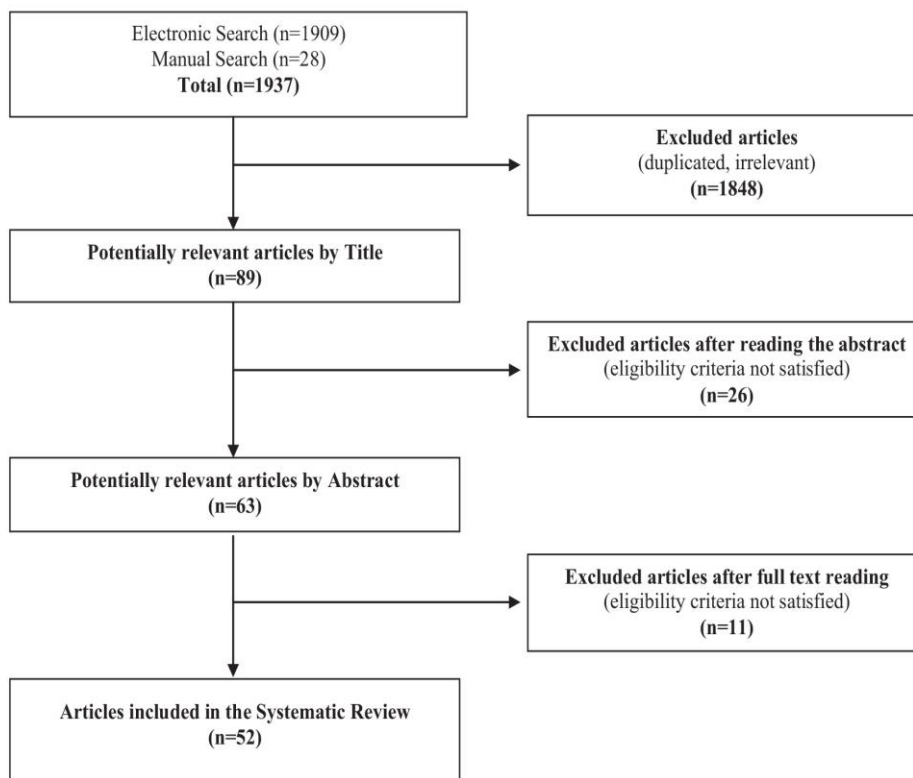 Electronic Search (n=1909)
Manual Search (n=28)
Total (n=1937)
Excluded articles
(duplicated, irrelevant)
(n=1848)
Potentially relevant articles by Title
(n=89)
Excluded articles after reading the abstract
(eligibility criteria not satisfied)
(n=26)
Potentially relevant articles by Abstract
(n=63)
Excluded articles after full text reading
(eligibility criteria not satisfied)
(n=11)
Articles included in the Systematic Review
(n=52)